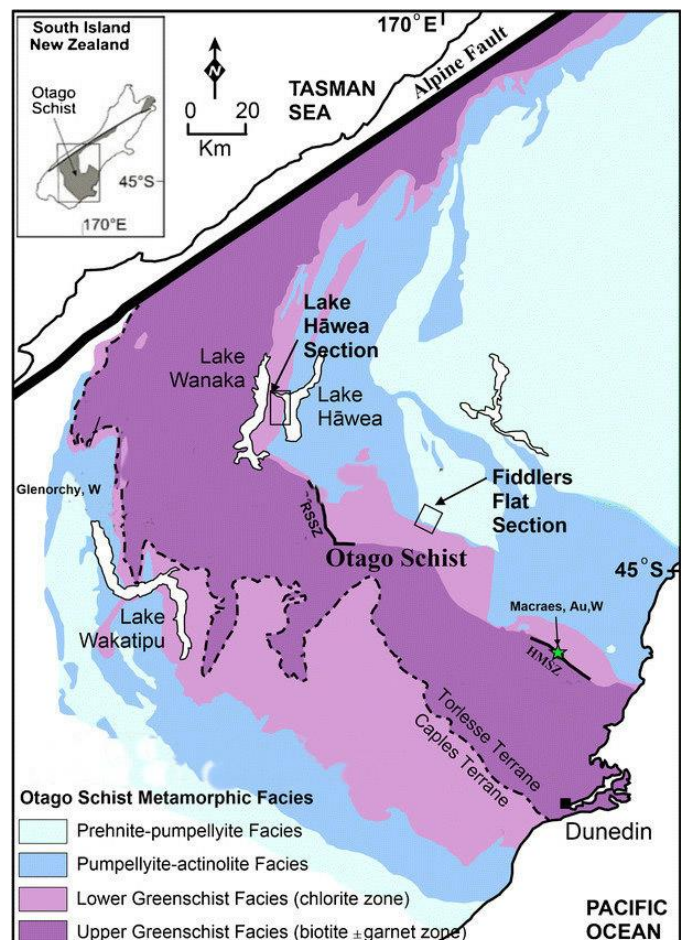 South Island
New Zealand
Otago
Schist
45°S
170°E
N
0 20
Km
170°E
TASMAN
SEA
Alpine Fault
Lake
Hāwea
Section
Lake
Wanaka
Lake
Hāwea
Glenorchy, W
Fiddlers
Flat
Section
RSSZ
Otago Schist
45°S
Macraes, Au,W
HMSZ
Lake
Wakatipu
Torlesse Terrane
Caples Terrane
Dunedin
Otago Schist Metamorphic Facies
Prehnite-pumpellyite Facies
Pumpellyite-actinolite Facies
Lower Greenschist Facies (chlorite zone)
Upper Greenschist Facies (biotite ± garnet zone)
PACIFIC
OCEAN